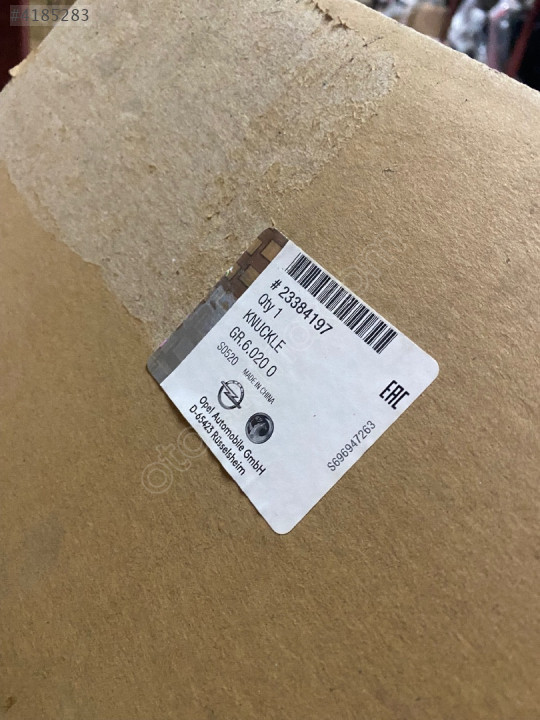 #4185283
# 23384197
Qty 1
KNUCKLE
GR.6.020 0
S0520 MADE IN CHINA
EAC
Opel Automobile GmbH
D-65423 Rüsselsheim
S696947263